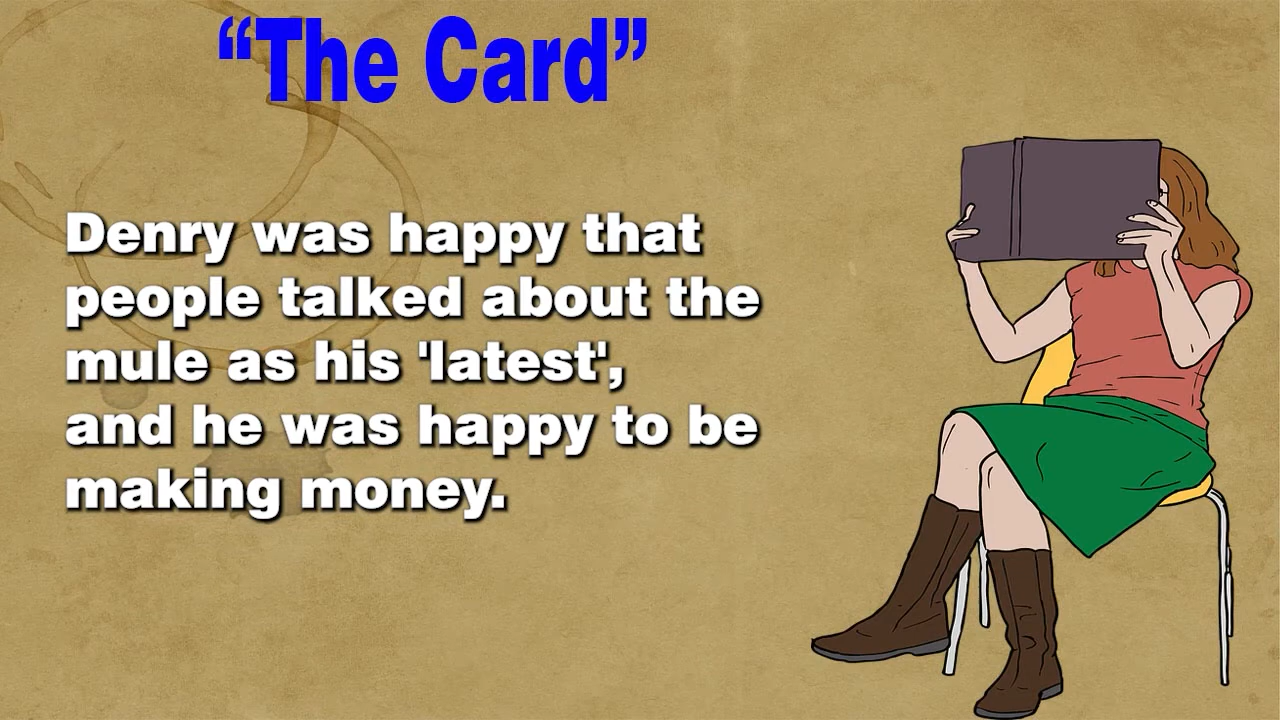 “The Card”
Denry was happy that
people talked about the
mule as his 'latest',
and he was happy to be
making money.